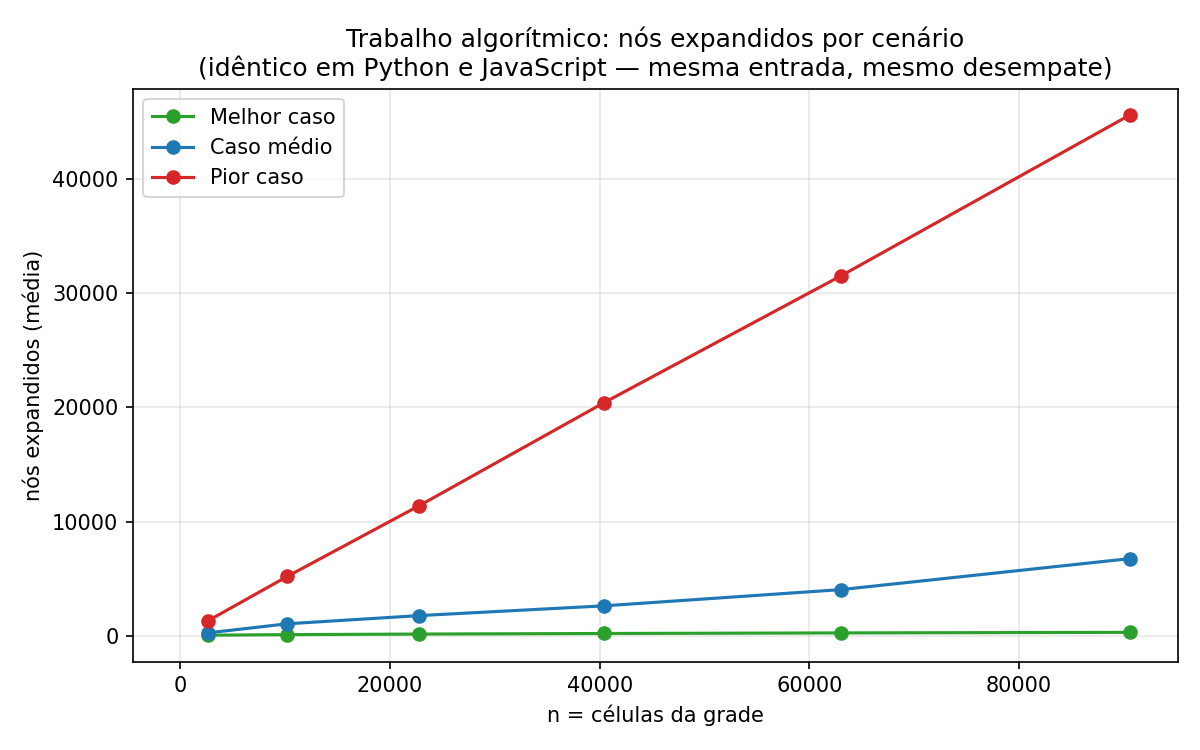 Trabalho algorítmico: nós expandidos por cenário
(idêntico em Python e JavaScript — mesma entrada, mesmo desempate)
Melhor caso
Caso médio
Pior caso
nós expandidos (média)
40000
30000
20000
10000
0
0
20000
40000
60000
80000
n = células da grade